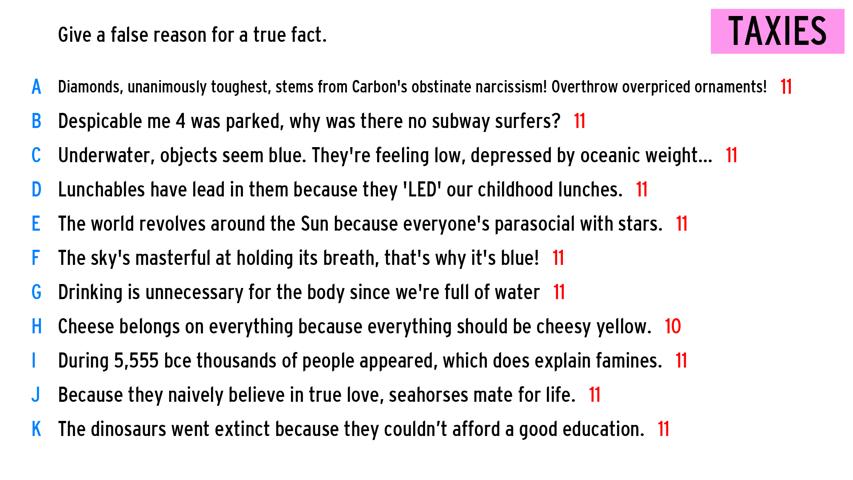 Give a false reason for a true fact.
TAXIES
A Diamonds, unanimously toughest, stems from Carbon's obstinate narcissism! Overthrow overpriced ornaments! 11
B Despicable me 4 was parked, why was there no subway surfers? 11
C Underwater, objects seem blue. They're feeling low, depressed by oceanic weight... 11
D Lunchables have lead in them because they 'LED' our childhood lunches. 11
E The world revolves around the Sun because everyone's parasocial with stars. 11
F The sky's masterful at holding its breath, that's why it's blue! 11
G Drinking is unnecessary for the body since we're full of water 11
H Cheese belongs on everything because everything should be cheesy yellow. 10
I During 5,555 bce thousands of people appeared, which does explain famines. 11
J Because they naively believe in true love, seahorses mate for life. 11
K The dinosaurs went extinct because they couldn’t afford a good education. 11